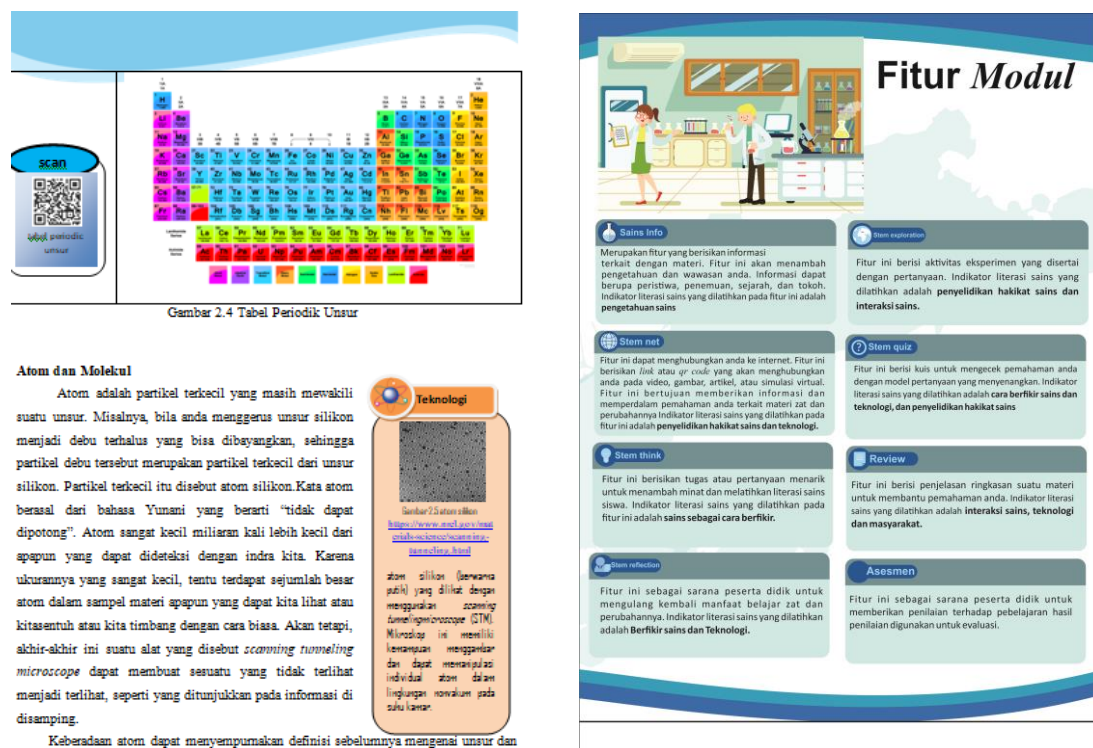 scan
tabel periodic
unsur
Gambar 2.4 Tabel Periodik Unsur
Atom dan Molekul
Atom adalah partikel terkecil yang masih mewakili
suatu unsur. Misalnya, bila anda menggerus unsur silikon
menjadi debu terhalus yang bisa dibayangkan, sehingga
partikel debu tersebut merupakan partikel terkecil dari unsur
silikon. Partikel terkecil itu disebut atom silikon.Kata atom
berasal dari bahasa Yunani yang berarti “tidak dapat
dipotong”. Atom sangat kecil miliaran kali lebih kecil dari
apapun yang dapat dideteksi dengan indra kita. Karena
ukurannya yang sangat kecil, tentu terdapat sejumlah besar
atom dalam sampel materi apapun yang dapat kita lihat atau
kitasentuh atau kita timbang dengan cara biasa. Akan tetapi,
akhir-akhir ini suatu alat yang disebut scanning tunneling
microscope dapat membuat sesuatu yang tidak terlihat
menjadi terlihat, seperti yang ditunjukkan pada informasi di
disamping.
Keberadaan atom dapat menyempurnakan definisi sebelumnya mengenai unsur dan
Teknologi
Gambar 2.5 atom silikon
https://www.nrel.gov/mat
erials-science/scanning-
tunneling.html
atom silikon (berwarna
putih) yang dilihat dengan
menggunakan scanning
tunnelingmicroscope (STM).
Mikroskop ini memiliki
kemampuan menggambar
dan dapat memanipulasi
individual atom dalam
lingkungan nonvakum pada
suhu kamar.
Fitur Modul
Sains Info
Merupakan fitur yang berisikan informasi
terkait dengan materi. Fitur ini akan menambah
pengetahuan dan wawasan anda. Informasi dapat
berupa peristiwa, penemuan, sejarah, dan tokoh.
Indikator literasi sains yang dilatihkan pada fitur ini adalah
pengetahuan sains
Stem net
Fitur ini dapat menghubungkan anda ke internet. Fitur ini
berisikan link atau qr code yang akan menghubungkan
anda pada video, gambar, artikel, atau simulasi virtual.
Fitur ini bertujuan memberikan informasi dan
memperdalam pemahaman anda terkait materi zat dan
perubahannya Indikator literasi sains yang dilatihkan pada
fitur ini adalah penyelidikan hakikat sains dan teknologi.
Stem think
Fitur ini berisikan tugas atau pertanyaan menarik
untuk menambah minat dan melatihkan literasi sains
siswa. Indikator literasi sains yang dilatihkan pada
fitur ini adalah sains sebagai cara berfikir.
Stem reflection
Fitur ini sebagai sarana peserta didik untuk
mengulang kembali manfaat belajar zat dan
perubahannya. Indikator literasi sains yang dilatihkan
adalah Berfikir sains dan Teknologi.
Stem exploration
Fitur ini berisi aktivitas eksperimen yang disertai
dengan pertanyaan. Indikator literasi sains yang
dilatihkan adalah penyelidikan hakikat sains dan
interaksi sains.
Stem quiz
Fitur ini berisi kuis untuk mengecek pemahaman anda
dengan model pertanyaan yang menyenangkan. Indikator
literasi sains yang dilatihkan adalah cara berfikir sains dan
teknologi, dan penyelidikan hakikat sains
Review
Fitur ini berisi penjelasan ringkasan suatu materi
untuk membantu pemahaman anda. Indikator literasi
sains yang dilatihkan adalah interaksi sains, teknologi
dan masyarakat.
Asesmen
Fitur ini sebagai sarana peserta didik untuk
memberikan penilaian terhadap pebelajaran hasil
penilaian digunakan untuk evaluasi.